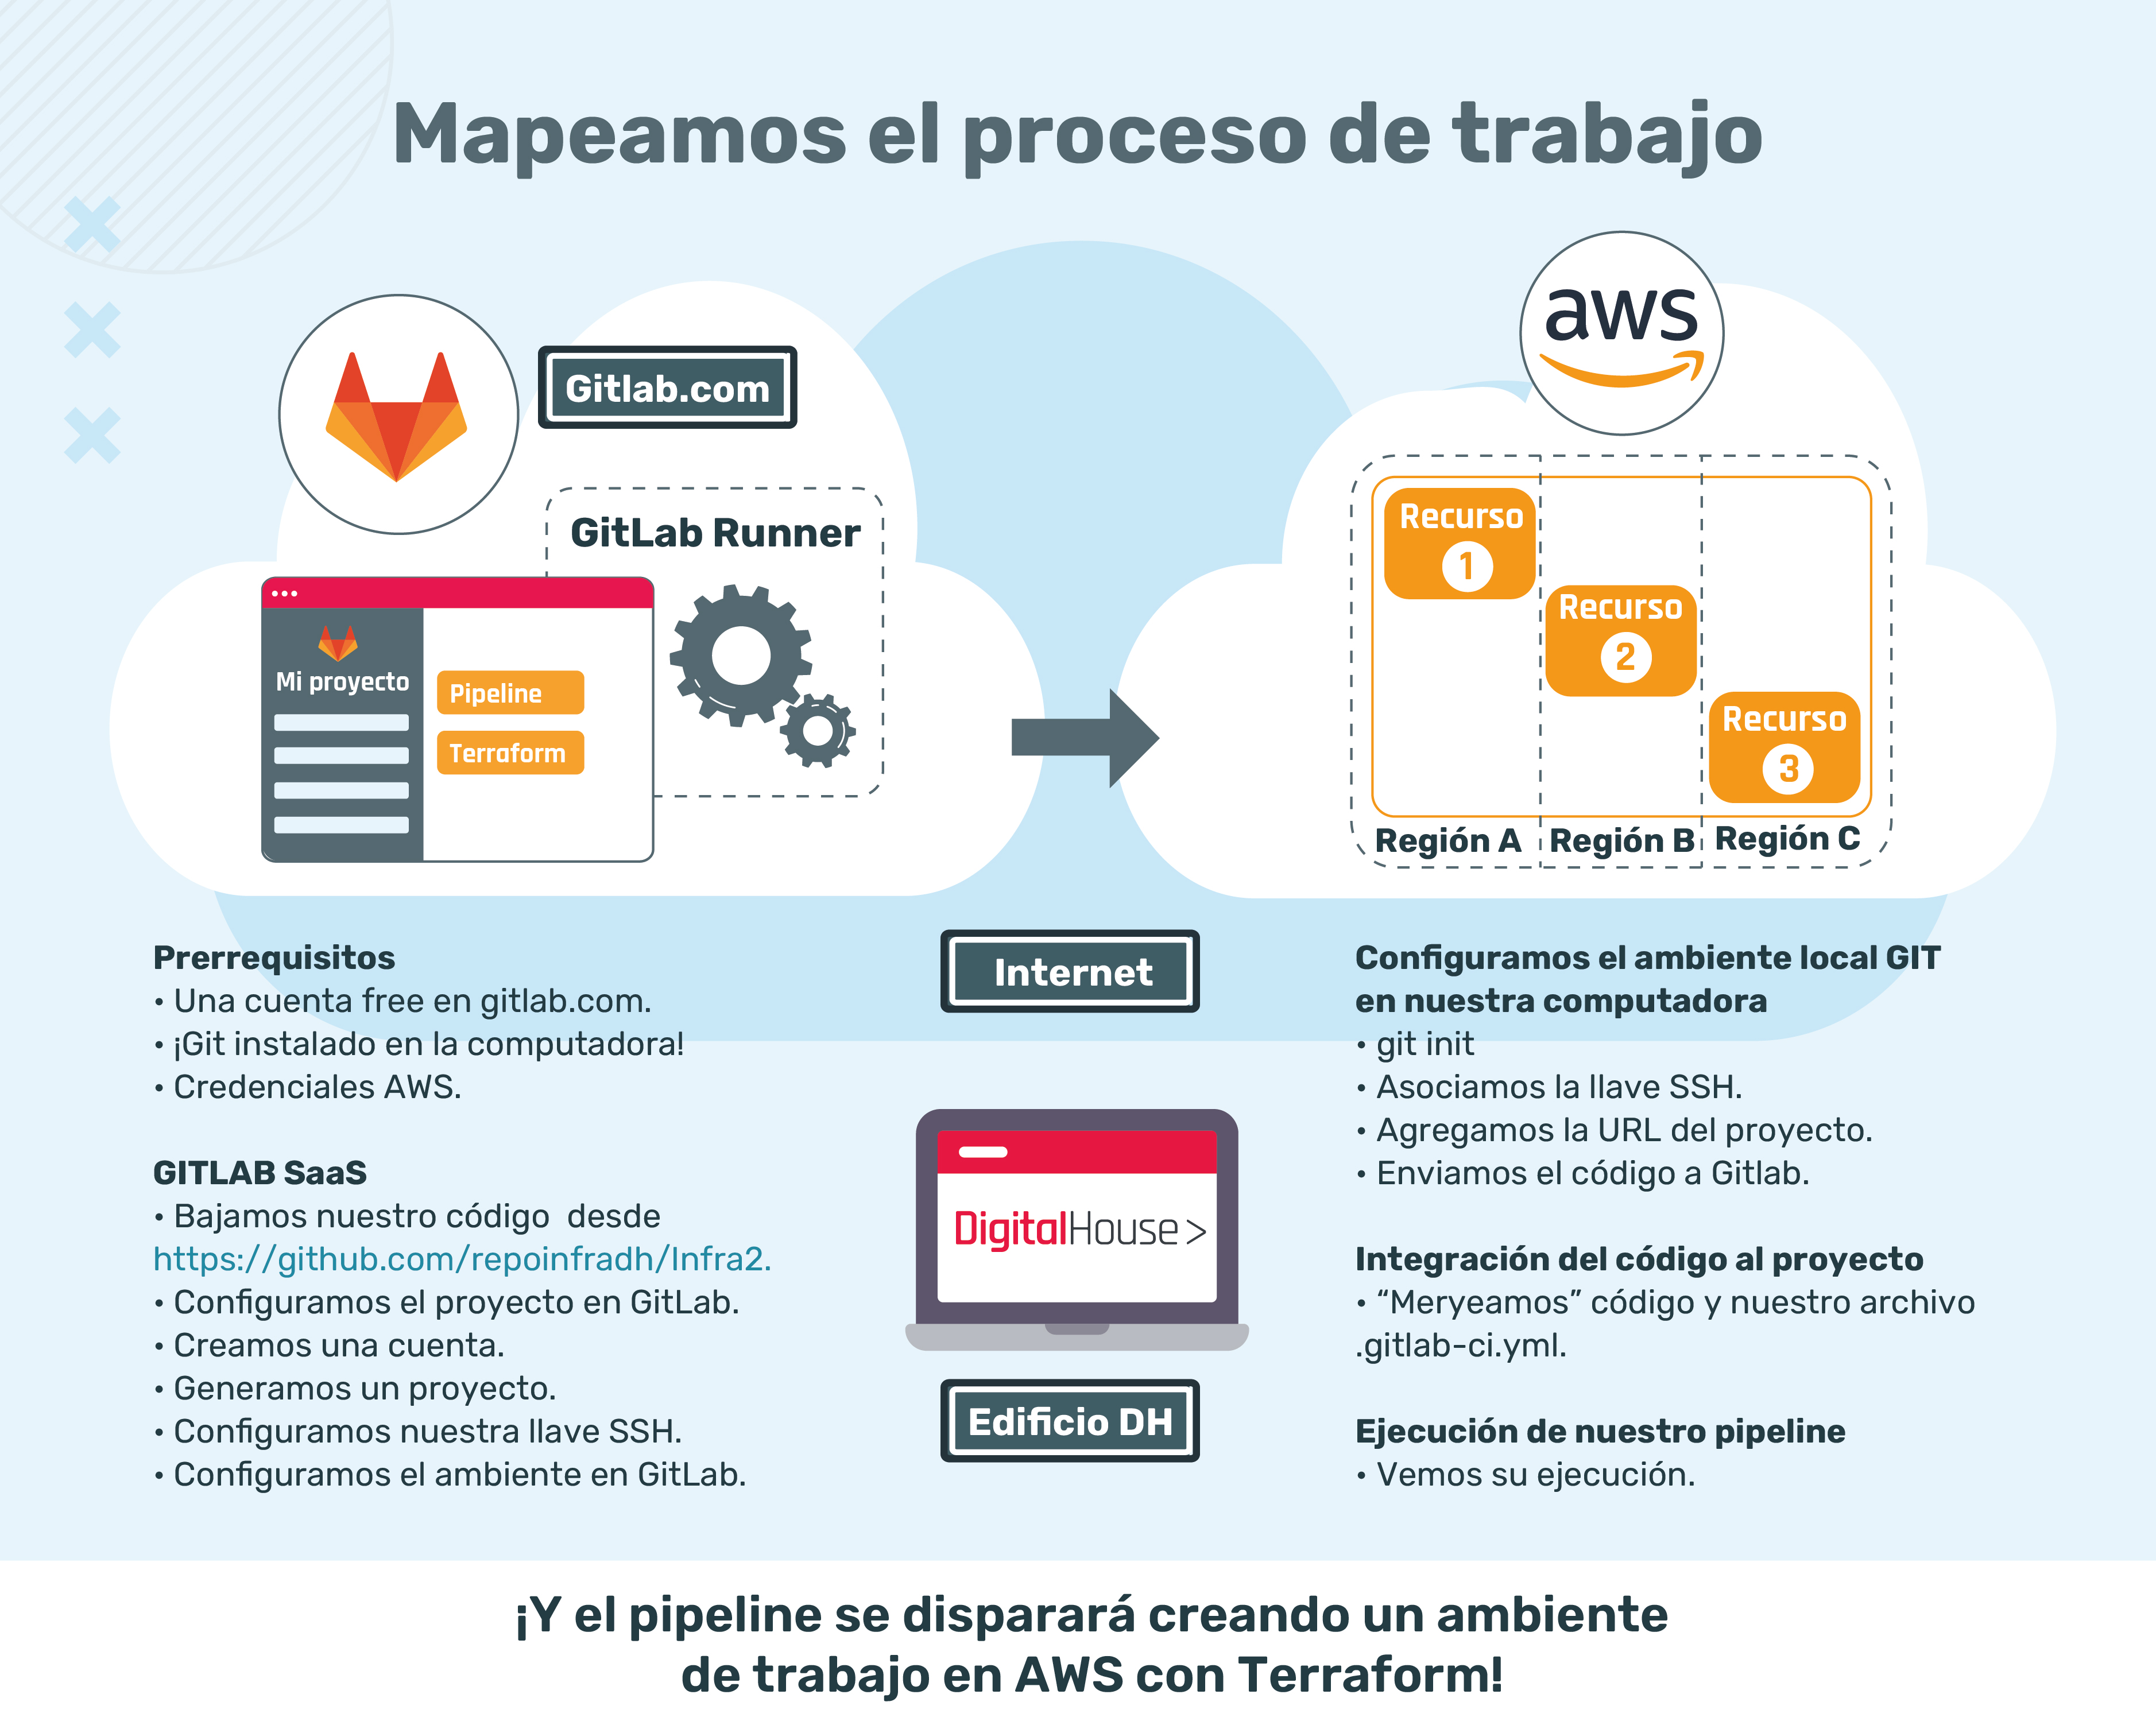 Mapeamos el proceso de trabajo
Gitlab.com
GitLab Runner
Mi proyecto
Pipeline
Terraform
aws
Recurso
1
Recurso
2
Recurso
3
Región A
Región B
Región C
Prerrequisitos
• Una cuenta free en gitlab.com.
• ¡Git instalado en la computadora!
• Credenciales AWS.
GITLAB SaaS
• Bajamos nuestro código desde
https://github.com/repoinfradh/Infra2.
• Configuramos el proyecto en GitLab.
• Creamos una cuenta.
• Generamos un proyecto.
• Configuramos nuestra llave SSH.
• Configuramos el ambiente en GitLab.
Internet
DigitalHouse>
Edificio DH
Configuramos el ambiente local GIT
en nuestra computadora
• git init
• Asociamos la llave SSH.
• Agregamos la URL del proyecto.
• Enviamos el código a Gitlab.
Integración del código al proyecto
• “Meryeamos” código y nuestro archivo
.gitlab-ci.yml.
Ejecución de nuestro pipeline
• Vemos su ejecución.
¡Y el pipeline se disparará creando un ambiente
de trabajo en AWS con Terraform!